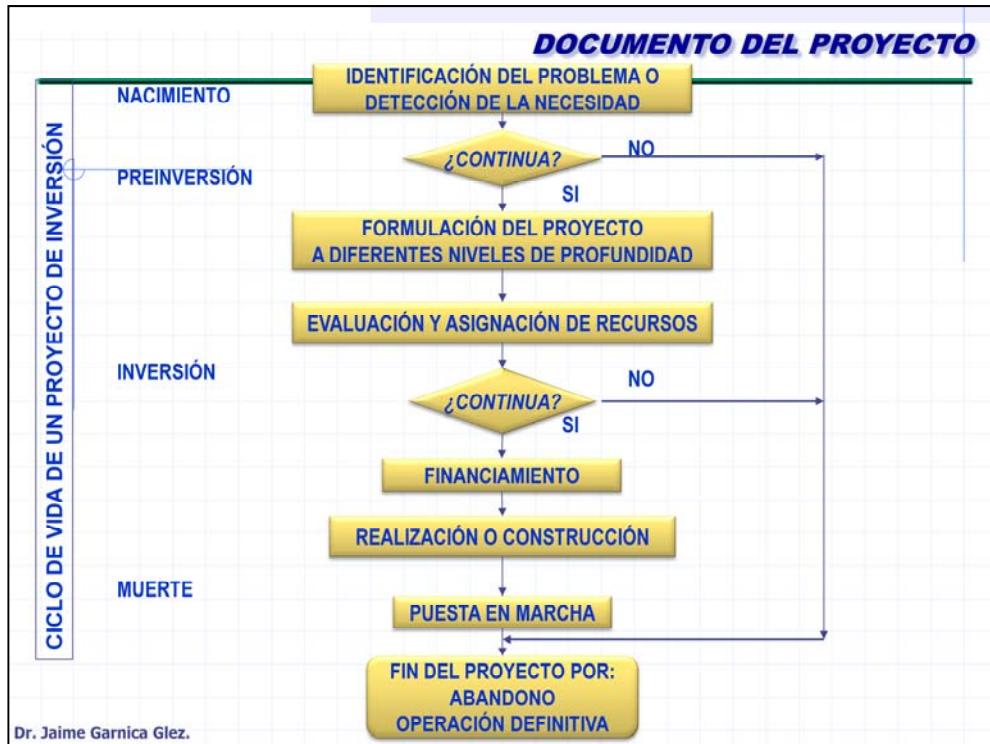 DOCUMENTO DEL PROYECTO
CICLO DE VIDA DE UN PROYECTO DE INVERSIÓN
NACIMIENTO
IDENTIFICACIÓN DEL PROBLEMA O
DETECCIÓN DE LA NECESIDAD
¿CONTINUA?
NO
PREINVERSIÓN
SI
FORMULACIÓN DEL PROYECTO
A DIFERENTES NIVELES DE PROFUNDIDAD
EVALUACIÓN Y ASIGNACIÓN DE RECURSOS
INVERSIÓN
NO
¿CONTINUA?
SI
FINANCIAMIENTO
REALIZACIÓN O CONSTRUCCIÓN
MUERTE
PUESTA EN MARCHA
FIN DEL PROYECTO POR:
ABANDONO
OPERACIÓN DEFINITIVA
Dr. Jaime Garnica Glez.